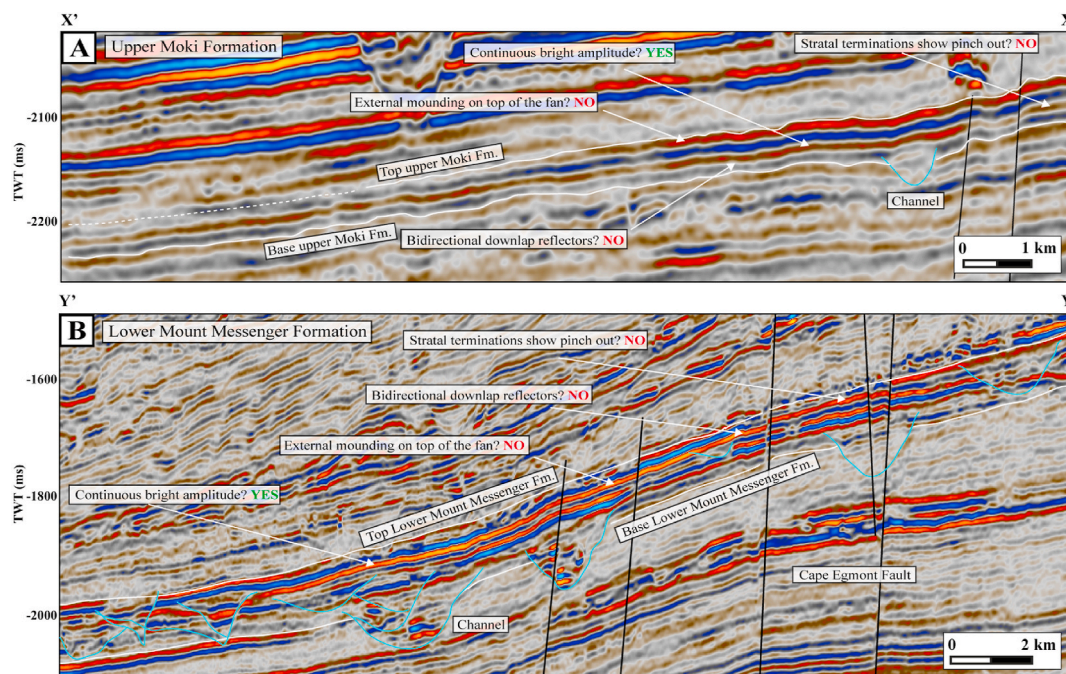 X'
X
A
Upper Moki Formation
Continuous bright amplitude? YES
Stratal terminations show pinch out? NO
External mounding on top of the fan? NO
-2100
TWT (ms)
Top upper Moki Fm.
Channel
-2200
Base upper Moki Fm.
Bidirectional downlap reflectors? NO
0 1 km
Y'
Y
B
Lower Mount Messenger Formation
Stratal terminations show pinch out? NO
-1600
Bidirectional downlap reflectors? NO
External mounding on top of the fan? NO
TWT (ms)
-1800
Continuous bright amplitude? YES
Top Lower Mount Messenger Fm.
Base Lower Mount Messenger Fm.
Cape Egmont Fault
-2000
Channel
0 2 km